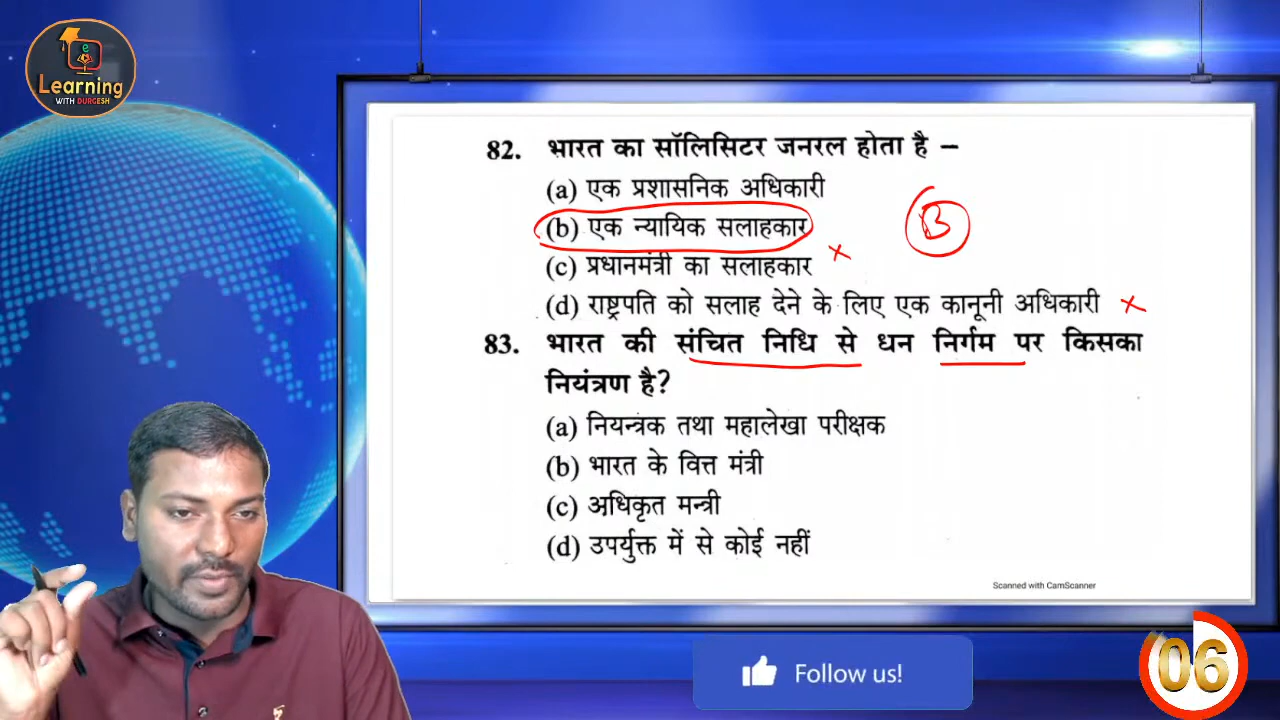 e
Learning
WITH DURGESH
82. भारत का सॉलिसिटर जनरल होता है –
(a) एक प्रशासनिक अधिकारी
(b) एक न्यायिक सलाहकार
B
(c) प्रधानमंत्री का सलाहकार
(d) राष्ट्रपति को सलाह देने के लिए एक कानूनी अधिकारी
83. भारत की संचित निधि से धन निर्गम पर किसका
नियंत्रण है?
(a) नियन्त्रक तथा महालेखा परीक्षक
(b) भारत के वित्त मंत्री
(c) अधिकृत मन्त्री
(d) उपर्युक्त में से कोई नहीं
Scanned with CamScanner
Follow us!
06